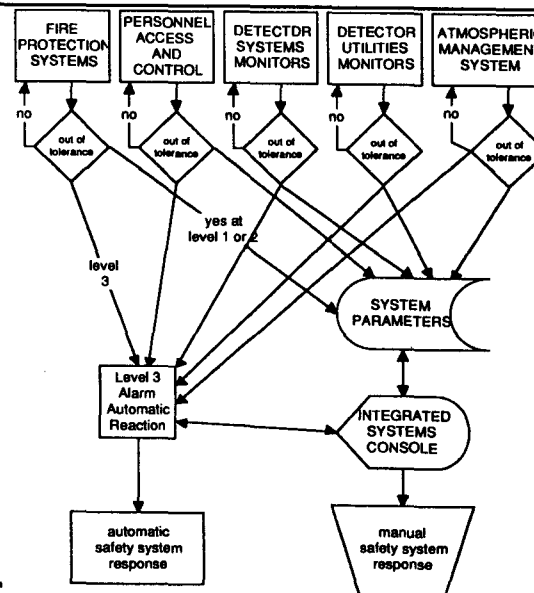 FIRE
PROTECTION
SYSTEMS
PERSONNEL
ACCESS
AND
CONTROL
DETECTDR
SYSTEMS
MONITORS
DETECTOR
UTILITIES
MONITORS
ATMOSPHERIC
MANAGEMEN
SYSTEM
no
no
no
no
no
out of
tolerance
out of
tolerance
out of
tolerance
out of
tolerance
out of
tolerance
yes at
level 1 or 2
level
3
SYSTEM
PARAMETERS
Level 3
Alarm
Automatic
Reaction
INTEGRATED
SYSTEMS
CONSOLE
automatic
safety system
response
manual
safety system
response